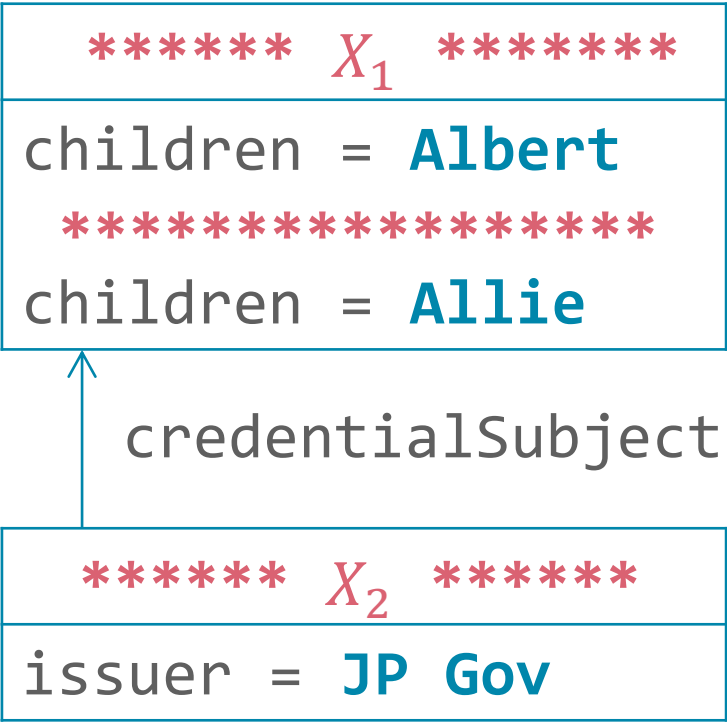 ****** X₁ *******
children = Albert
*****************
children = Allie
credentialSubject
****** X₂ ******
issuer = JP Gov